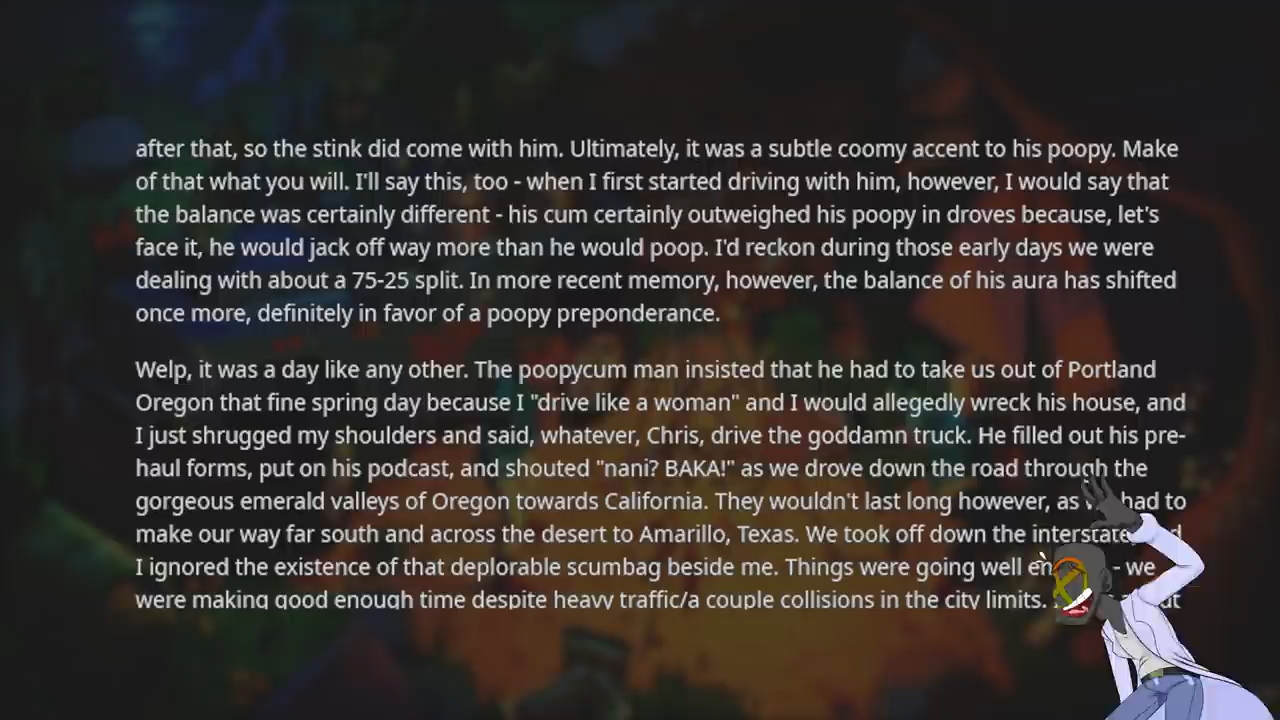 after that, so the stink did come with him. Ultimately, it was a subtle coomy accent to his poopy. Make
of that what you will. I'll say this, too - when I first started driving with him, however, I would say that
the balance was certainly different - his cum certainly outweighed his poopy in droves because, let's
face it, he would jack off way more than he would poop. I'd reckon during those early days we were
dealing with about a 75-25 split. In more recent memory, however, the balance of his aura has shifted
once more, definitely in favor of a poopy preponderance.
Welp, it was a day like any other. The poopycum man insisted that he had to take us out of Portland
Oregon that fine spring day because I "drive like a woman" and I would allegedly wreck his house, and
I just shrugged my shoulders and said, whatever, Chris, drive the goddamn truck. He filled out his pre-
haul forms, put on his podcast, and shouted "nani? BAKA!" as we drove down the road through the
gorgeous emerald valleys of Oregon towards California. They wouldn't last long however, as had to
make our way far south and across the desert to Amarillo, Texas. We took off down the interstate
I ignored the existence of that deplorable scumbag beside me. Things were going well - we
were making good enough time despite heavy traffic/a couple collisions in the city limits.